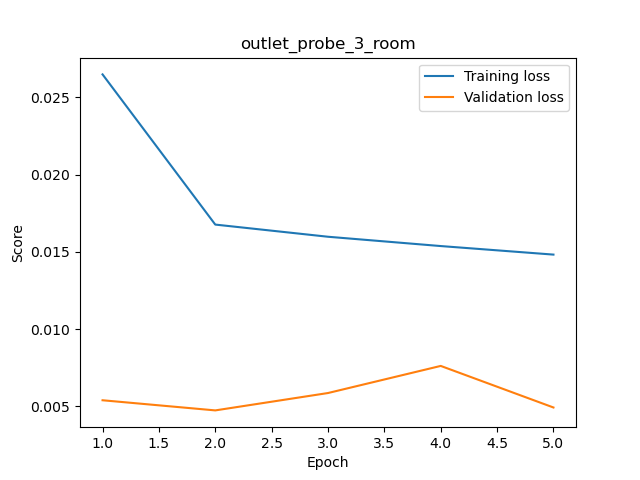 outlet_probe_3_room
Training loss
Validation loss
0.025
0.020
0.015
0.010
0.005
Score
1.0 1.5 2.0 2.5 3.0 3.5 4.0 4.5 5.0
Epoch